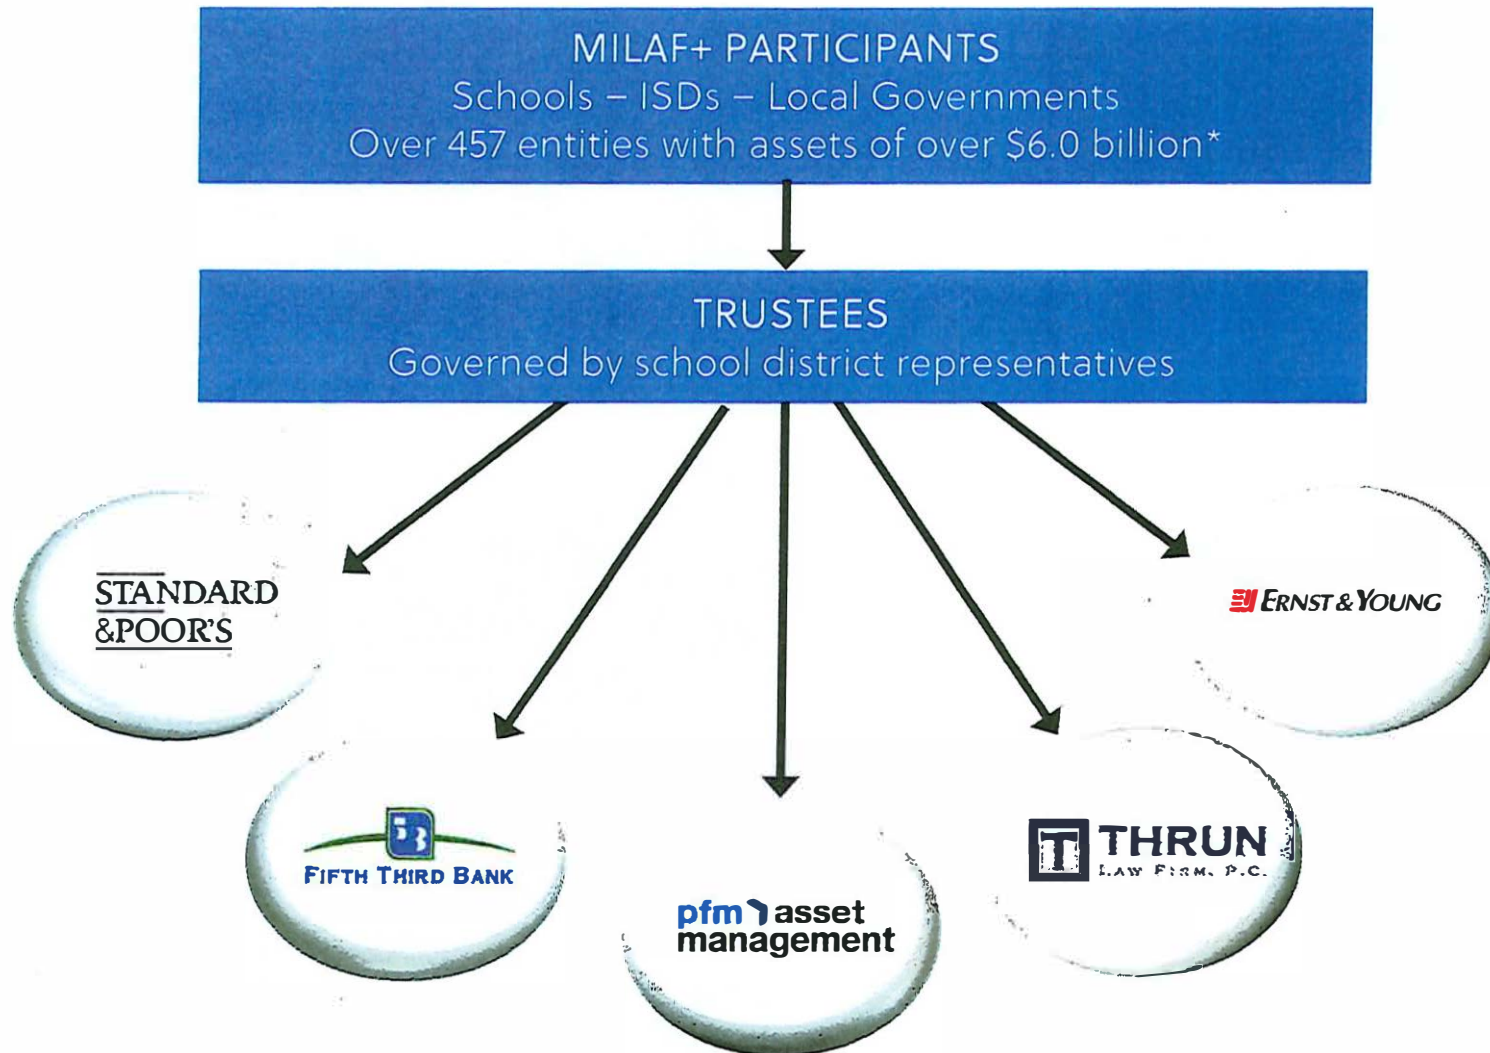 MILAF+ PARTICIPANTS
Schools – ISDs – Local Governments
Over 457 entities with assets of over $6.0 billion*
TRUSTEES
Governed by school district representatives
STANDARD
&POOR'S
ERNST & YOUNG
FIFTH THIRD BANK
THRUN
LAW FIRM, P.C.
pfm asset
management